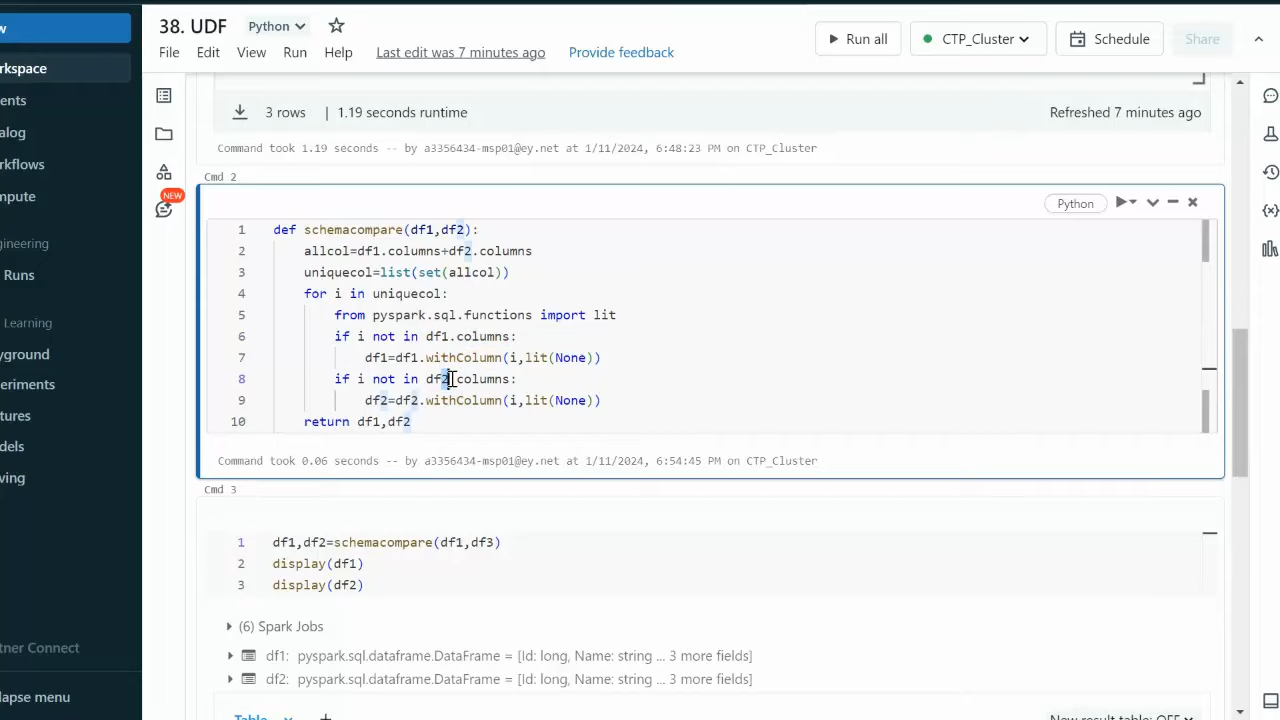 38. UDF Python
File Edit View Run Help Last edit was 7 minutes ago Provide feedback
Run all CTP_Cluster Schedule Share
w
rkspace
ents
alog
rkflows
mpute
gineering
Runs
Learning
yground
eriments
tures
dels
ving
tner Connect
lapse menu
NEW
3 rows | 1.19 seconds runtime Refreshed 7 minutes ago
Command took 1.19 seconds -- by a3356434-msp01@ey.net at 1/11/2024, 6:48:23 PM on CTP_Cluster
Cmd 2
Python
1 def schemacompare(df1,df2):
2 allcol=df1.columns+df2.columns
3 uniquecol=list(set(allcol))
4 for i in uniquecol:
5 from pyspark.sql.functions import lit
6 if i not in df1.columns:
7 df1=df1.withColumn(i,lit(None))
8 if i not in df2.columns:
9 df2=df2.withColumn(i,lit(None))
10 return df1,df2
Command took 0.06 seconds -- by a3356434-msp01@ey.net at 1/11/2024, 6:54:45 PM on CTP_Cluster
Cmd 3
1 df1,df2=schemacompare(df1,df3)
2 display(df1)
3 display(df2)
(6) Spark Jobs
df1: pyspark.sql.dataframe.DataFrame = [Id: long, Name: string ... 3 more fields]
df2: pyspark.sql.dataframe.DataFrame = [Id: long, Name: string ... 3 more fields]
Table + New result table: OFF